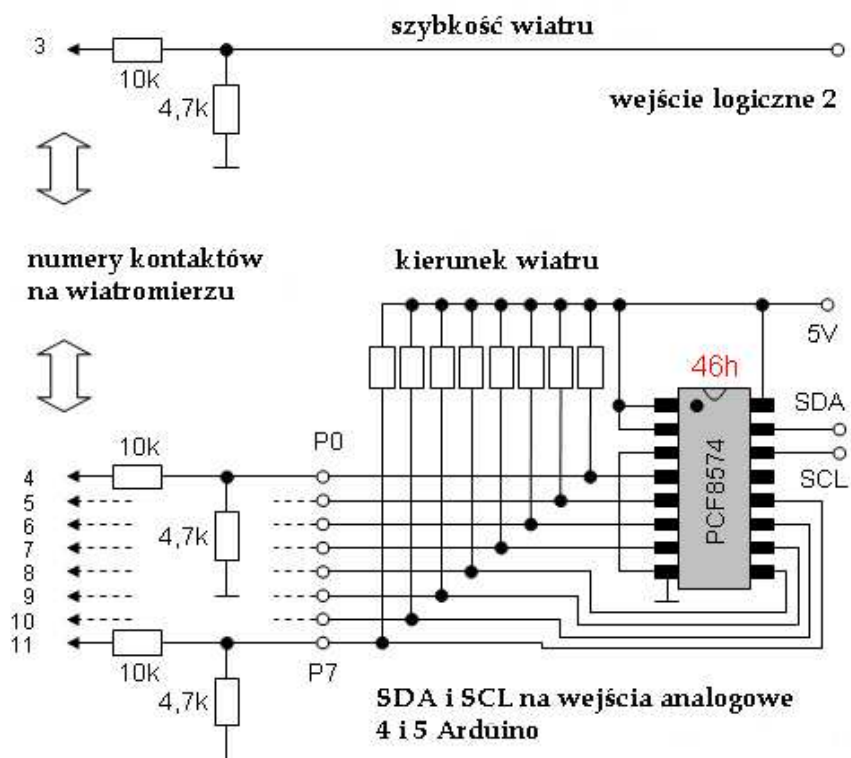 szybkość wiatru
3
10k
4,7k
wejście logiczne 2
numery kontaktów
na wiatromierzu
kierunek wiatru
5V
46h
SDA
SCL
PCF8574
P0
10k
4
5
6
7
8
9
10
11
4,7k
10k
P7
4,7k
SDA i SCL na wejścia analogowe
4 i 5 Arduino